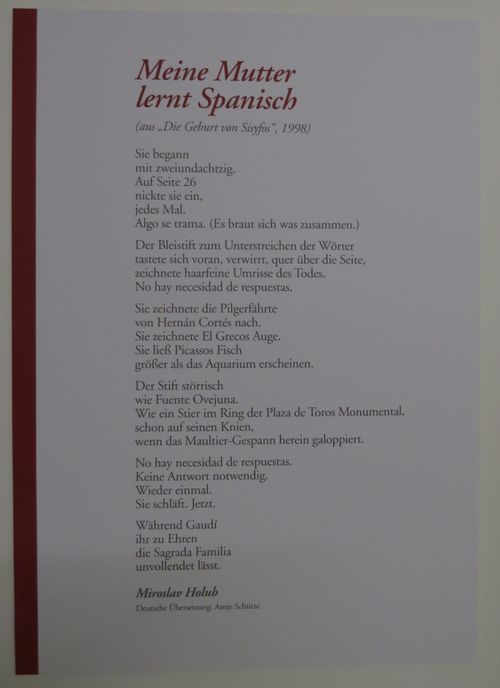 Meine Mutter
lernt Spanisch
(aus „Die Geburt von Sisyfos“, 1998)
Sie begann
mit zweiundachtzig.
Auf Seite 26
nickte sie ein,
jedes Mal.
Algo se trama. (Es braut sich was zusammen.)
Der Bleistift zum Unterstreichen der Wörter
tastete sich voran, verwirrt, quer über die Seite,
zeichnete haarfeine Umrisse des Todes.
No hay necesidad de respuestas.
Sie zeichnete die Pilgerfährte
von Hernán Cortés nach.
Sie zeichnete El Grecos Auge.
Sie ließ Picassos Fisch
größer als das Aquarium erscheinen.
Der Stift störrisch
wie Fuente Ovejuna.
Wie ein Stier im Ring der Plaza de Toros Monumental,
schon auf seinen Knien,
wenn das Maultier-Gespann herein galoppiert.
No hay necesidad de respuestas.
Keine Antwort notwendig.
Wieder einmal.
Sie schläft. Jetzt.
Während Gaudí
ihr zu Ehren
die Sagrada Familia
unvollendet lässt.
Miroslav Holub
Deutsche Übersetzung: Antje Schütze